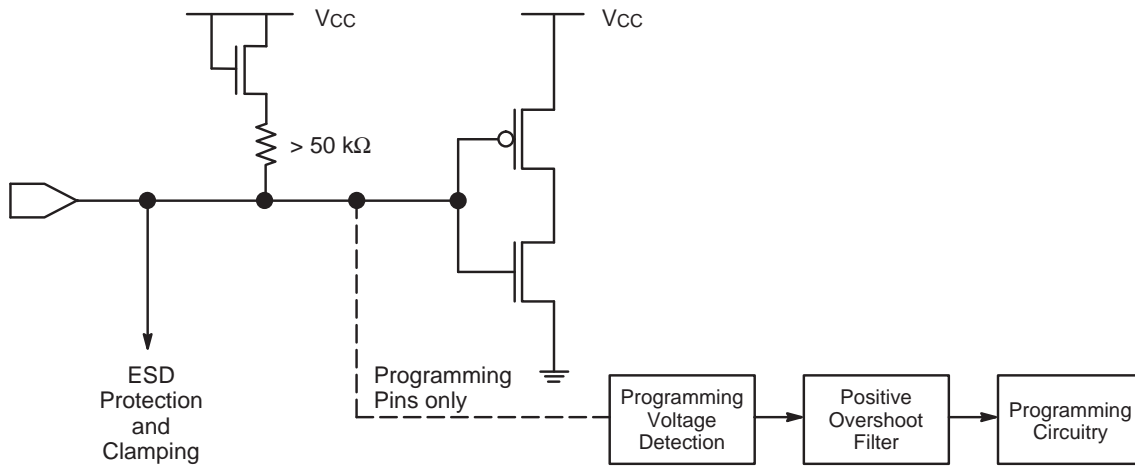 VCC
VCC
> 50 kΩ
ESD
Protection
and
Clamping
Programming
Pins only
Programming
Voltage
Detection
Positive
Overshoot
Filter
Programming
Circuitry